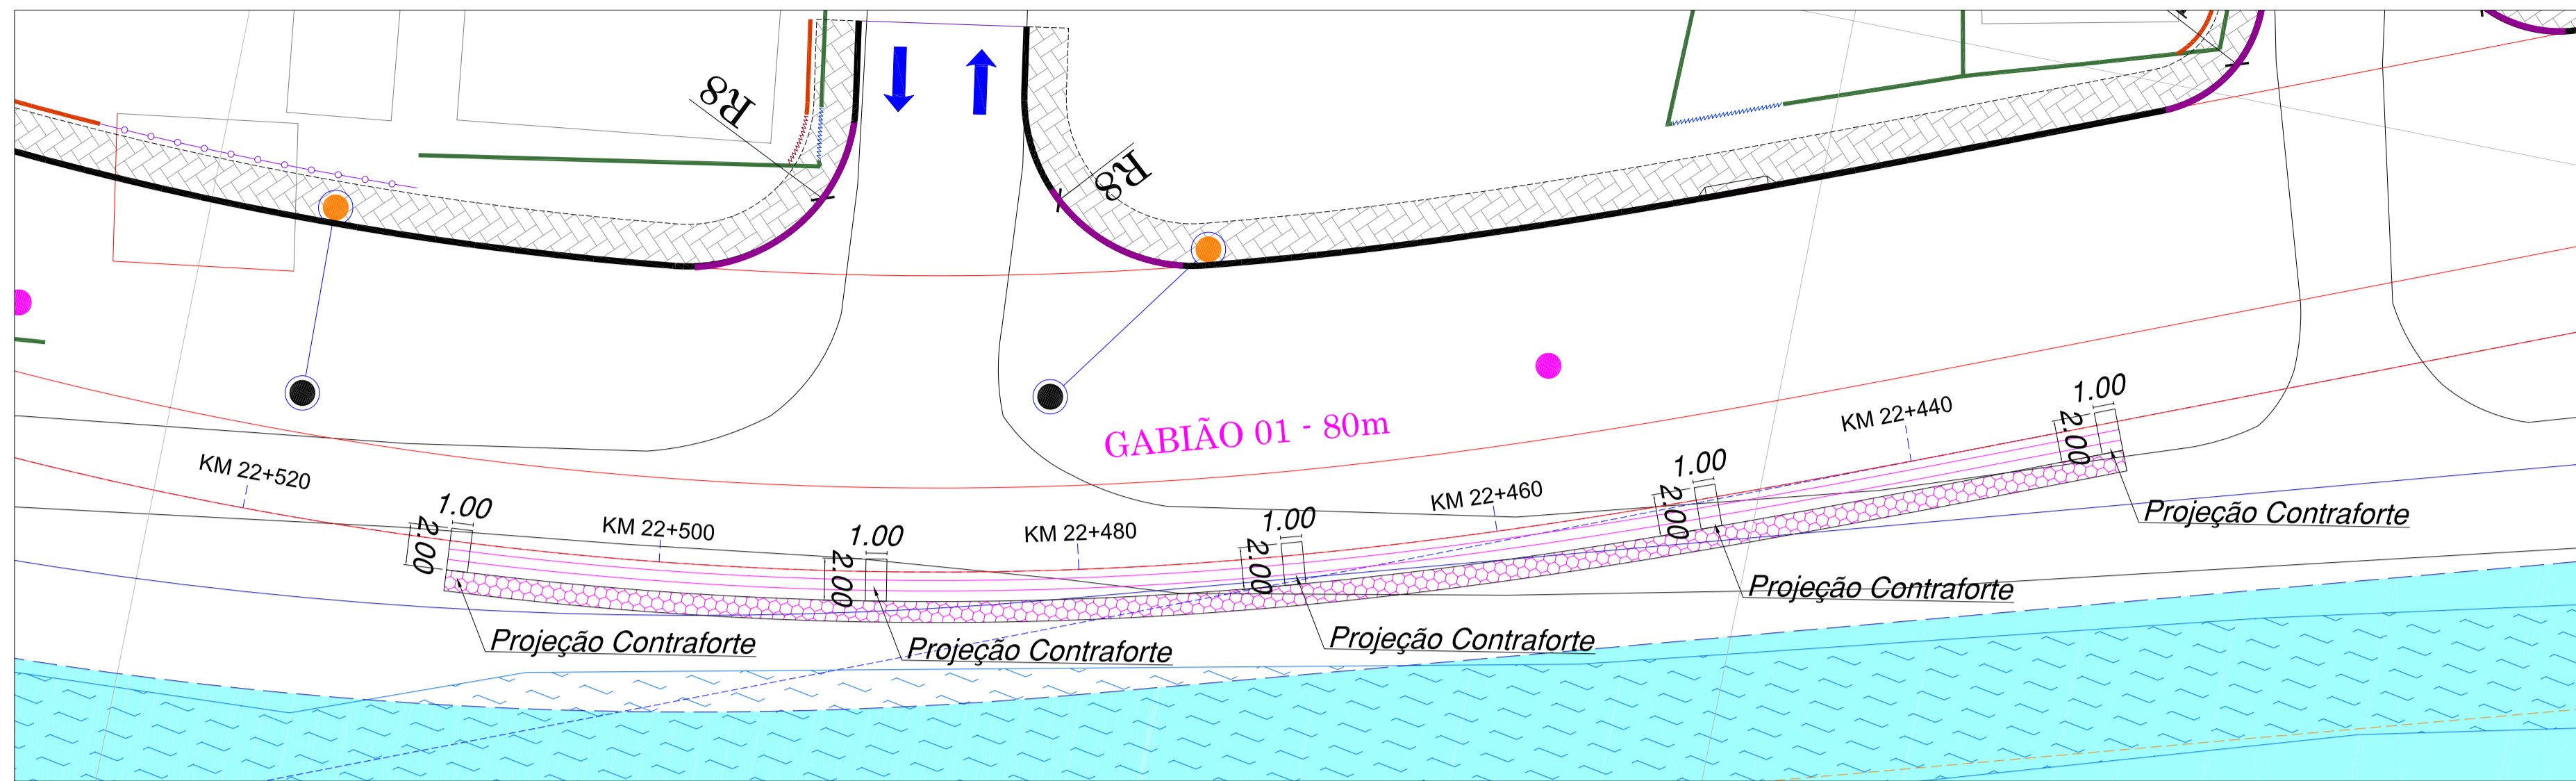 R8
R8
GABIÃO 01 - 80m
KM 22+520
KM 22+500
KM 22+480
KM 22+460
KM 22+440
1.00
2.00
1.00
2.00
1.00
2.00
1.00
2.00
1.00
2.00
Projeção Contraforte
Projeção Contraforte
Projeção Contraforte
Projeção Contraforte
Projeção Contraforte